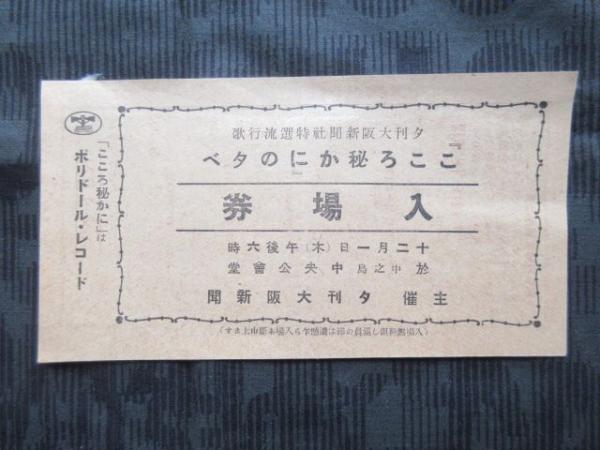 夕刊大阪新聞社特選流行歌
『こころ秘かに』の夕べ
入場券
十二月一日(木)午後六時
於中之島中央公會堂
主催 夕刊大阪新聞
「こころ秘かに」は
ポリドール・レコード